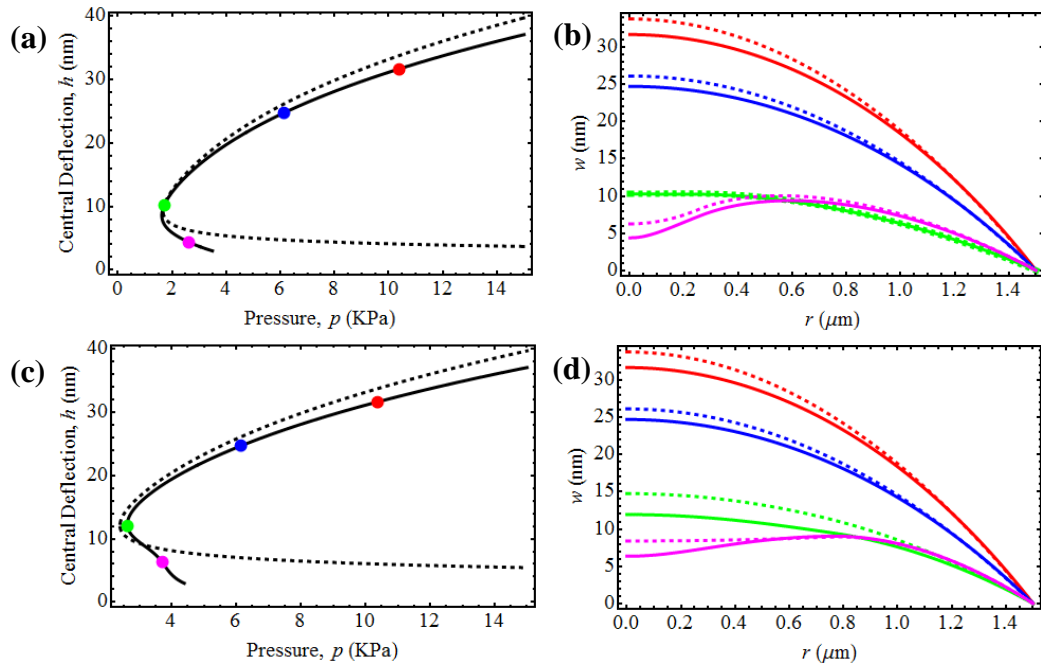 (a)
40
30
20
10
0
Central Deflection, h (nm)
0 2 4 6 8 10 12 14
Pressure, p (KPa)
(b)
30
25
20
15
10
5
0
w (nm)
0.0 0.2 0.4 0.6 0.8 1.0 1.2 1.4
r (μm)
(c)
40
30
20
10
0
Central Deflection, h (nm)
4 6 8 10 12 14
Pressure, p (KPa)
(d)
30
25
20
15
10
5
0
w (nm)
0.0 0.2 0.4 0.6 0.8 1.0 1.2 1.4
r (μm)